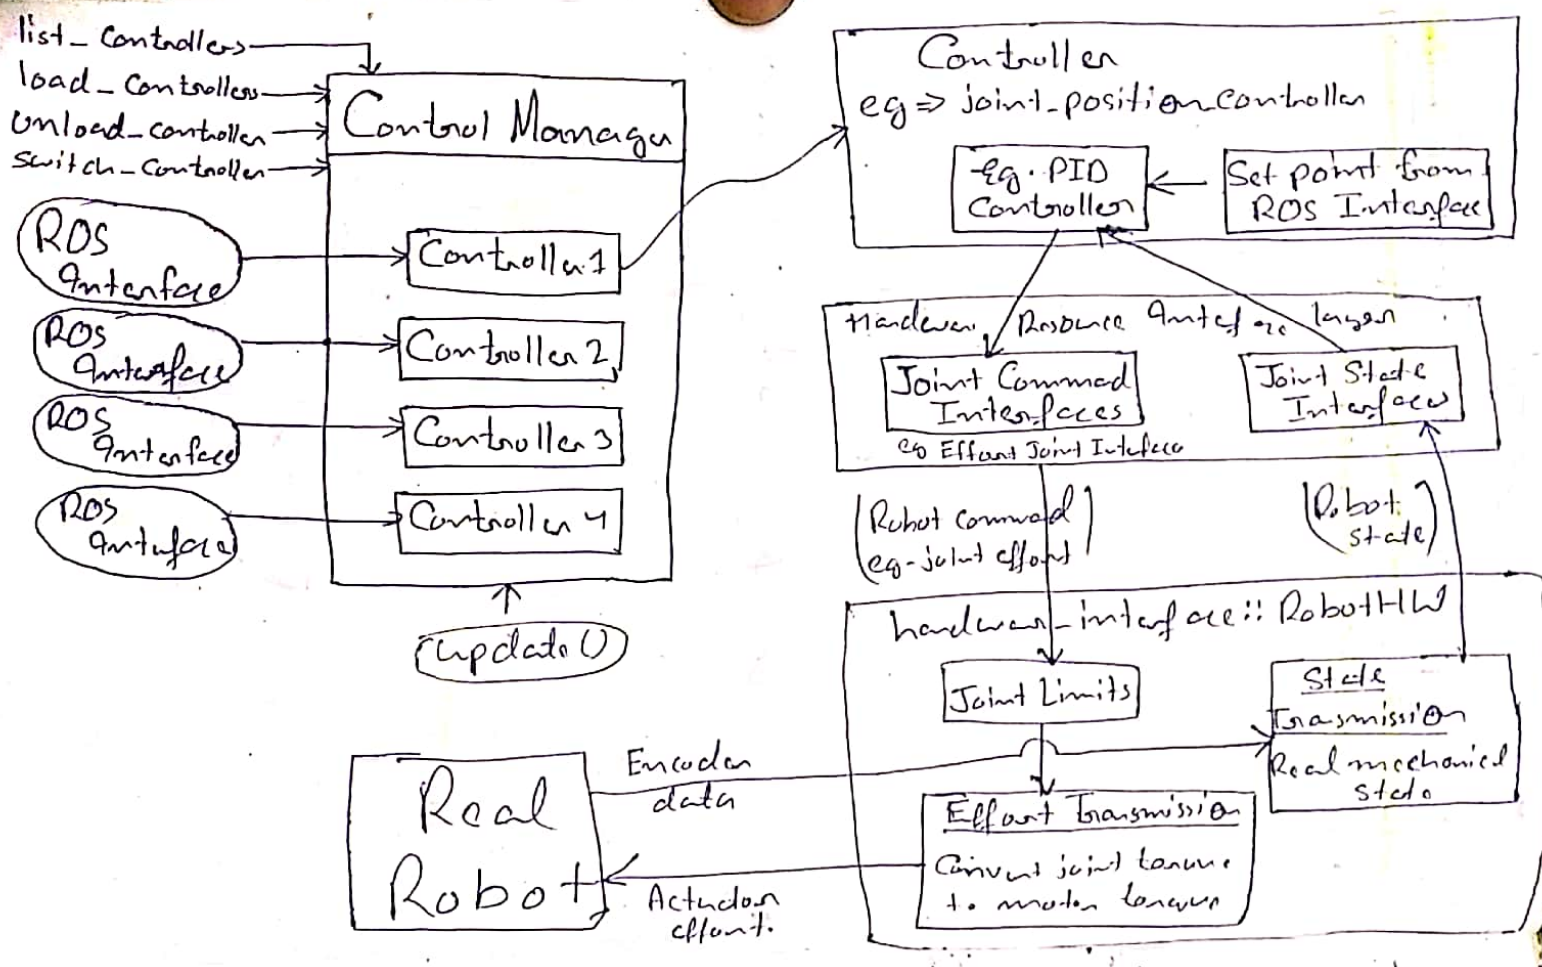 list_controllers
load_controllers
unload_controller
switch_controller
Control Manager
ROS
Interface
Controller 1
ROS
Interface
Controller 2
ROS
Interface
Controller 3
ROS
Interface
Controller 4
update()
Controller
eg => joint_position_controller
eg. PID
Controller
Set point from
ROS Interface
Hardware Resource Interface layer
Joint Commad
Interfaces
eg Effort Joint Interface
Joint State
Interfaces
(Robot commad
eg-joint effort)
(Robot
state)
hardware_interface::RobotHW
Joint Limits
State
Trasmission
Real mechanical
state
Effort Transmission
Convert joint torque
to motor torque
Real
Robot
Encoder
data
Actuator
effort.